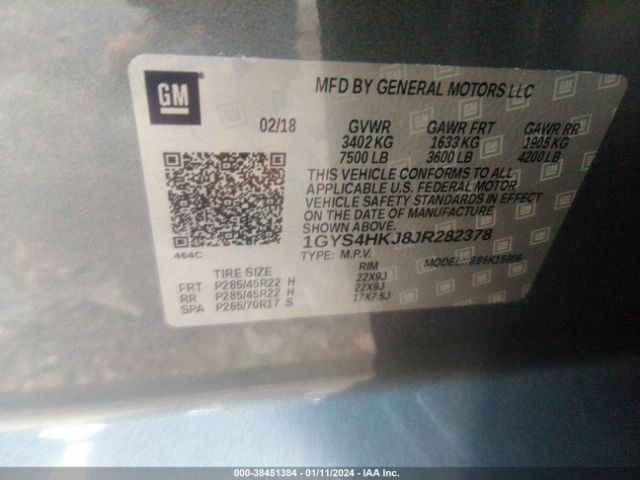 GM
MFD BY GENERAL MOTORS LLC
02/18 GVWR GAWR FRT GAWR RR
3402 KG 1633 KG 1905 KG
7500 LB 3600 LB 4200 LB
THIS VEHICLE CONFORMS TO ALL
APPLICABLE U.S. FEDERAL MOTOR
VEHICLE SAFETY STANDARDS IN EFFECT
ON THE DATE OF MANUFACTURE
SHOWN ABOVE.
1GYS4HKJ8JR282378
464C TYPE: M.P.V. MODEL:
TIRE SIZE RIM
FRT P285/45R22 H 22X9J
RR P285/45R22 H 22X9J
SPA P265/70R17 S 17X7.5J
000-38451384 - 01/11/2024 - IAA Inc.